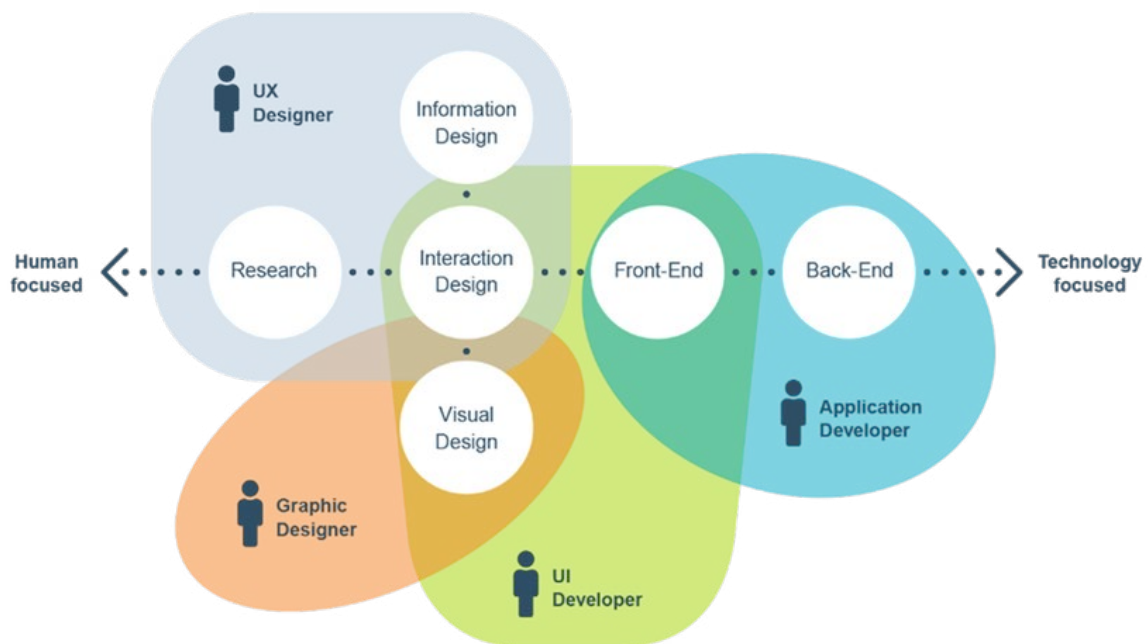 UX
Designer
Information
Design
Human
focused
Research
Interaction
Design
Front-End
Back-End
Technology
focused
Visual
Design
Application
Developer
Graphic
Designer
UI
Developer